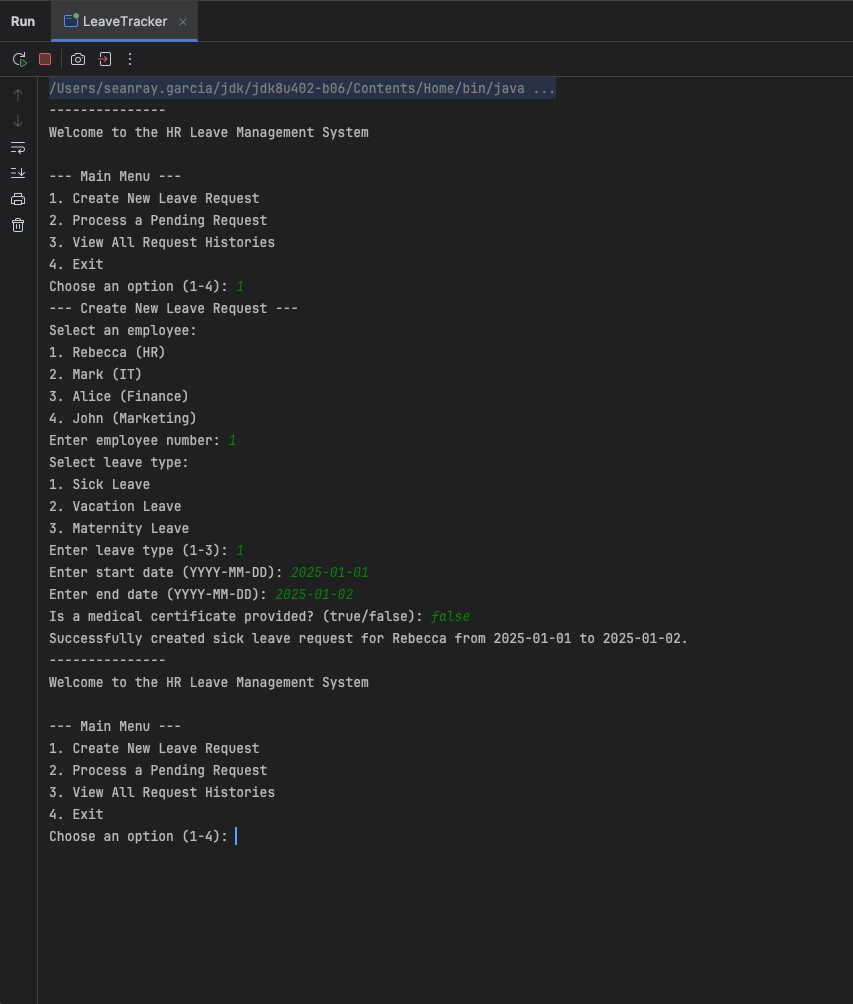 Run LeaveTracker
/Users/seanray.garcia/jdk/jdk8u402-b06/Contents/Home/bin/java ...
---------------
Welcome to the HR Leave Management System
--- Main Menu ---
1. Create New Leave Request
2. Process a Pending Request
3. View All Request Histories
4. Exit
Choose an option (1-4): 1
--- Create New Leave Request ---
Select an employee:
1. Rebecca (HR)
2. Mark (IT)
3. Alice (Finance)
4. John (Marketing)
Enter employee number: 1
Select leave type:
1. Sick Leave
2. Vacation Leave
3. Maternity Leave
Enter leave type (1-3): 1
Enter start date (YYYY-MM-DD): 2025-01-01
Enter end date (YYYY-MM-DD): 2025-01-02
Is a medical certificate provided? (true/false): false
Successfully created sick leave request for Rebecca from 2025-01-01 to 2025-01-02.
---------------
Welcome to the HR Leave Management System
--- Main Menu ---
1. Create New Leave Request
2. Process a Pending Request
3. View All Request Histories
4. Exit
Choose an option (1-4):